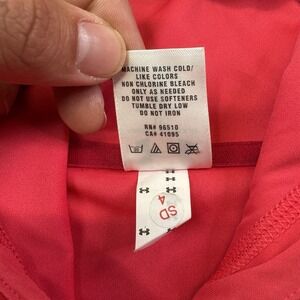 MACHINE WASH COLD/
LIKE COLORS
NON CHLORINE BLEACH
ONLY AS NEEDED
DO NOT USE SOFTENERS
TUMBLE DRY LOW
DO NOT IRON
RN# 96510
CA# 41095
SD
4